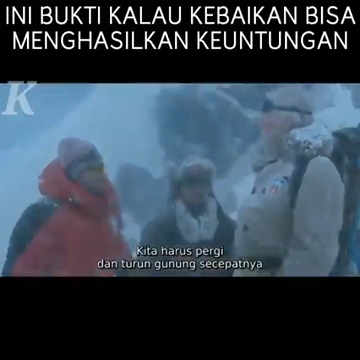 INI BUKTI KALAU KEBAIKAN BISA
MENGHASILKAN KEUNTUNGAN
K
Kita harus pergi
dan turun gunung secepatnya